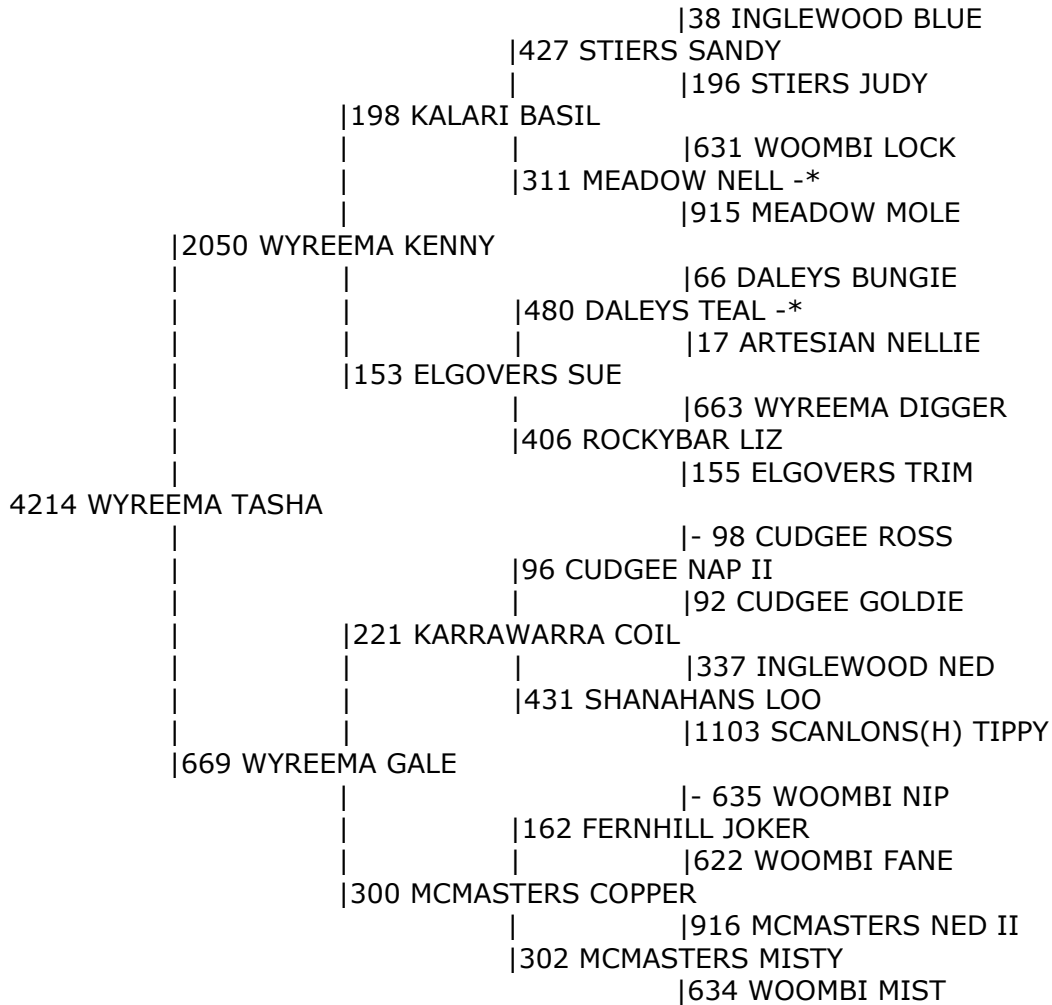 |38 INGLEWOOD BLUE
|427 STIERS SANDY
| |196 STIERS JUDY
|198 KALARI BASIL
| | |631 WOOMBI LOCK
| |311 MEADOW NELL -*
| |915 MEADOW MOLE
|2050 WYREEMA KENNY
| | |66 DALEYS BUNGIE
| | |480 DALEYS TEAL -*
| | | |17 ARTESIAN NELLIE
| |153 ELGOVERS SUE
| | |663 WYREEMA DIGGER
| |406 ROCKYBAR LIZ
| |155 ELGOVERS TRIM
4214 WYREEMA TASHA
| |- 98 CUDGEE ROSS
| |96 CUDGEE NAP II
| | |92 CUDGEE GOLDIE
| |221 KARRAWARRA COIL
| | | |337 INGLEWOOD NED
| | |431 SHANAHANS LOO
| | |1103 SCANLONS(H) TIPPY
|669 WYREEMA GALE
| |- 635 WOOMBI NIP
| |162 FERNHILL JOKER
| | |622 WOOMBI FANE
|300 MCMASTERS COPPER
| |916 MCMASTERS NED II
|302 MCMASTERS MISTY
|634 WOOMBI MIST